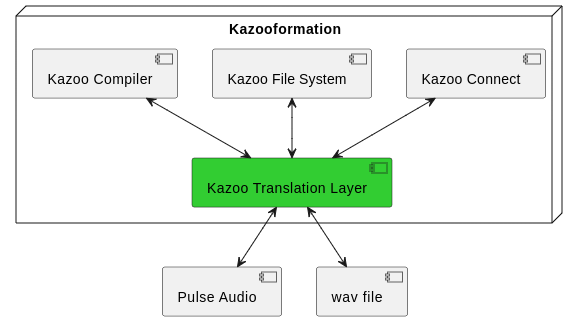 Kazooformation
Kazoo Compiler
Kazoo File System
Kazoo Connect
Kazoo Translation Layer
Pulse Audio
wav file